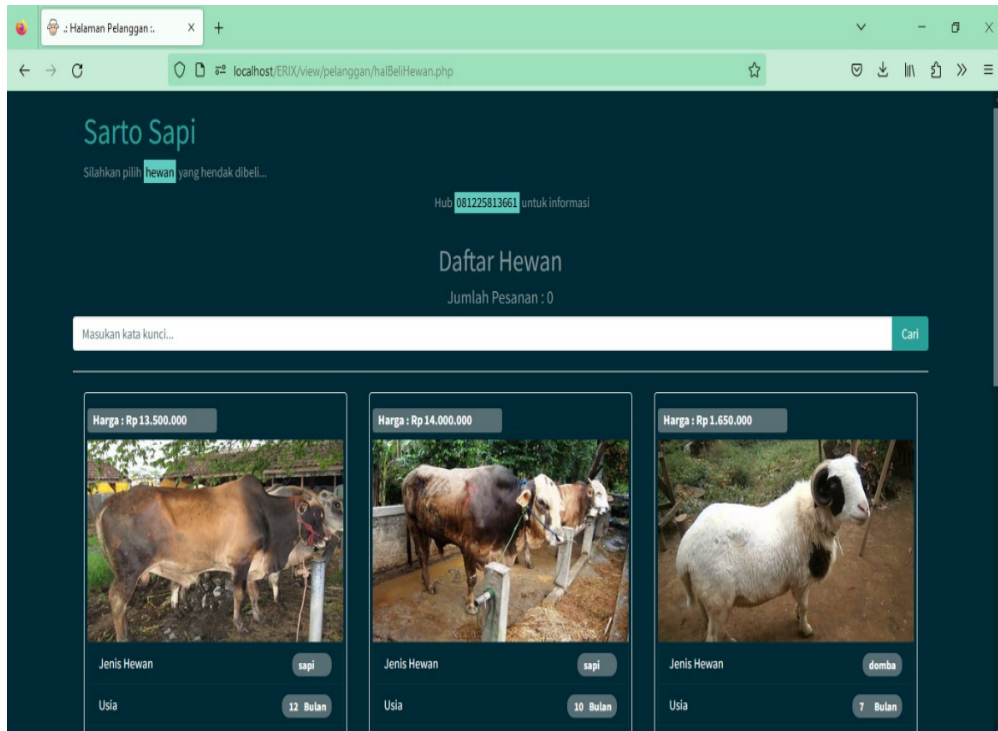 .: Halaman Pelanggan :.
localhost/ERIX/view/pelanggan/halBeliHewan.php
Sarto Sapi
Silahkan pilih hewan yang hendak dibeli...
Hub 081225813661 untuk informasi
Daftar Hewan
Jumlah Pesanan : 0
Masukan kata kunci... Cari
Harga : Rp 13.500.000 Harga : Rp 14.000.000 Harga : Rp 1.650.000
Jenis Hewan sapi Jenis Hewan sapi Jenis Hewan domba
Usia 12 Bulan Usia 10 Bulan Usia 7 Bulan